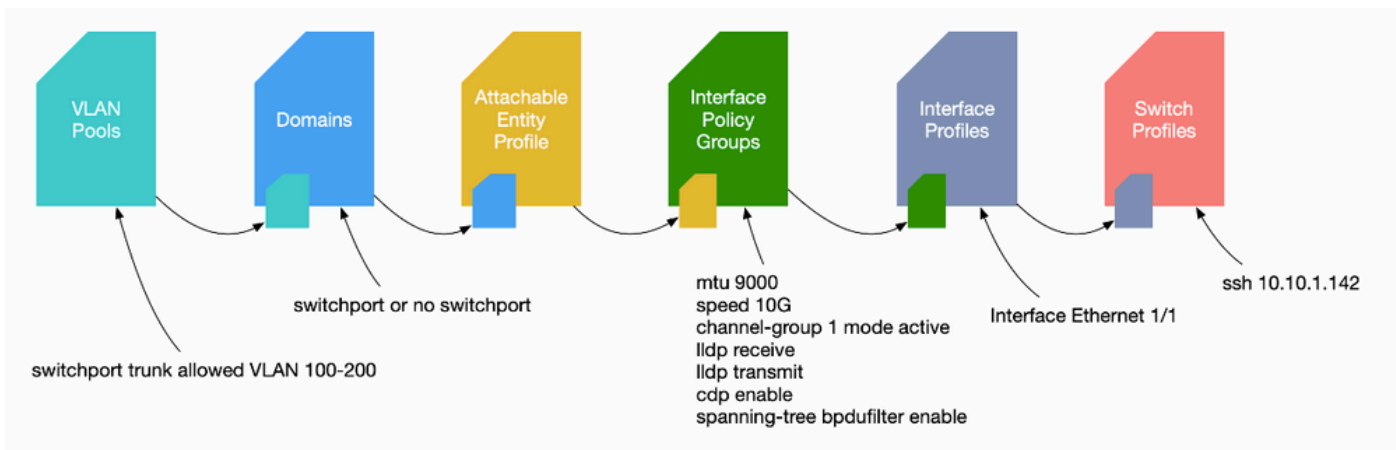 VLAN
Pools
Domains
Attachable
Entity
Profile
Interface
Policy
Groups
Interface
Profiles
Switch
Profiles
switchport trunk allowed VLAN 100-200
switchport or no switchport
mtu 9000
speed 10G
channel-group 1 mode active
lldp receive
lldp transmit
cdp enable
spanning-tree bpdufilter enable
Interface Ethernet 1/1
ssh 10.10.1.142